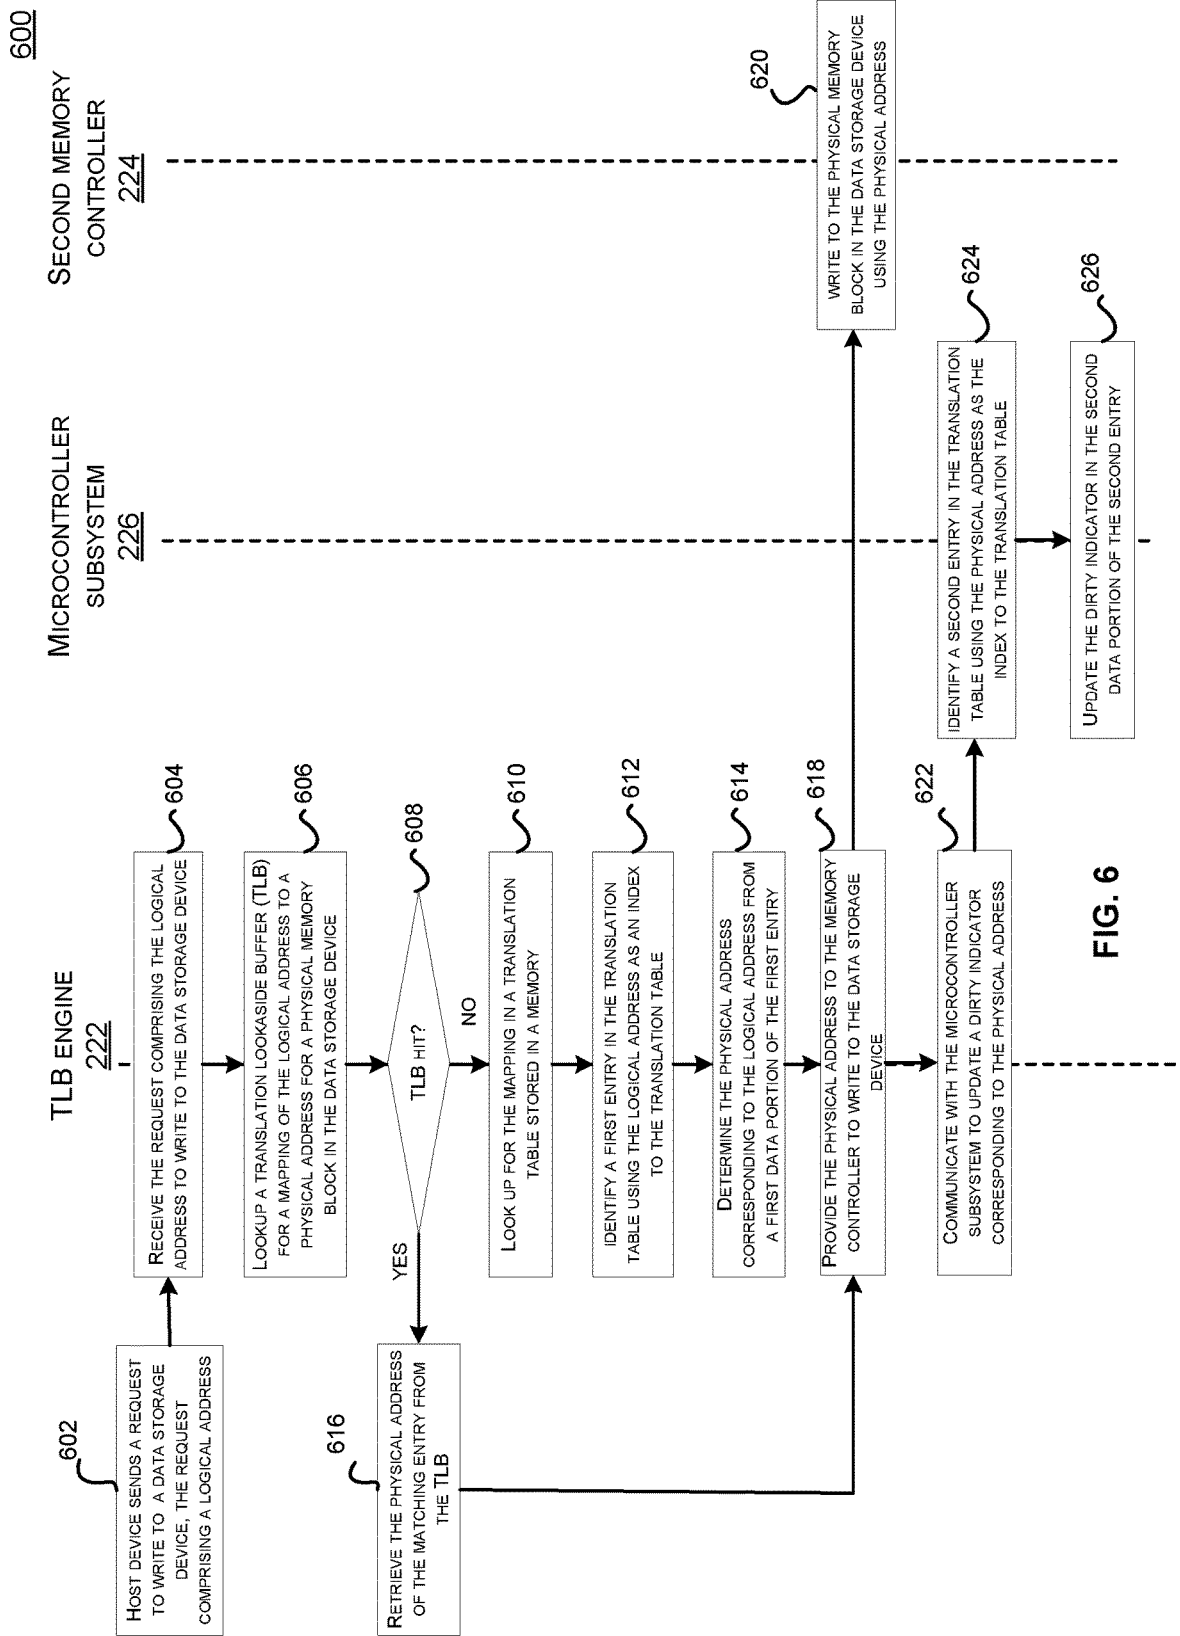 600
TLB ENGINE
222
MICROCONTROLLER
SUBSYSTEM
226
SECOND MEMORY
CONTROLLER
224
602
HOST DEVICE SENDS A REQUEST
TO WRITE TO A DATA STORAGE
DEVICE, THE REQUEST
COMPRISING A LOGICAL ADDRESS
604
RECEIVE THE REQUEST COMPRISING THE LOGICAL
ADDRESS TO WRITE TO THE DATA STORAGE DEVICE
606
LOOKUP A TRANSLATION LOOKASIDE BUFFER (TLB)
FOR A MAPPING OF THE LOGICAL ADDRESS TO A
PHYSICAL ADDRESS FOR A PHYSICAL MEMORY
BLOCK IN THE DATA STORAGE DEVICE
608
TLB HIT?
YES
NO
616
RETRIEVE THE PHYSICAL ADDRESS
OF THE MATCHING ENTRY FROM
THE TLB
610
LOOK UP FOR THE MAPPING IN A TRANSLATION
TABLE STORED IN A MEMORY
612
IDENTIFY A FIRST ENTRY IN THE TRANSLATION
TABLE USING THE LOGICAL ADDRESS AS AN INDEX
TO THE TRANSLATION TABLE
614
DETERMINE THE PHYSICAL ADDRESS
CORRESPONDING TO THE LOGICAL ADDRESS FROM
A FIRST DATA PORTION OF THE FIRST ENTRY
618
PROVIDE THE PHYSICAL ADDRESS TO THE MEMORY
CONTROLLER TO WRITE TO THE DATA STORAGE
DEVICE
620
WRITE TO THE PHYSICAL MEMORY
BLOCK IN THE DATA STORAGE DEVICE
USING THE PHYSICAL ADDRESS
622
COMMUNICATE WITH THE MICROCONTROLLER
SUBSYSTEM TO UPDATE A DIRTY INDICATOR
CORRESPONDING TO THE PHYSICAL ADDRESS
624
IDENTIFY A SECOND ENTRY IN THE TRANSLATION
TABLE USING THE PHYSICAL ADDRESS AS THE
INDEX TO THE TRANSLATION TABLE
626
UPDATE THE DIRTY INDICATOR IN THE SECOND
DATA PORTION OF THE SECOND ENTRY
FIG. 6